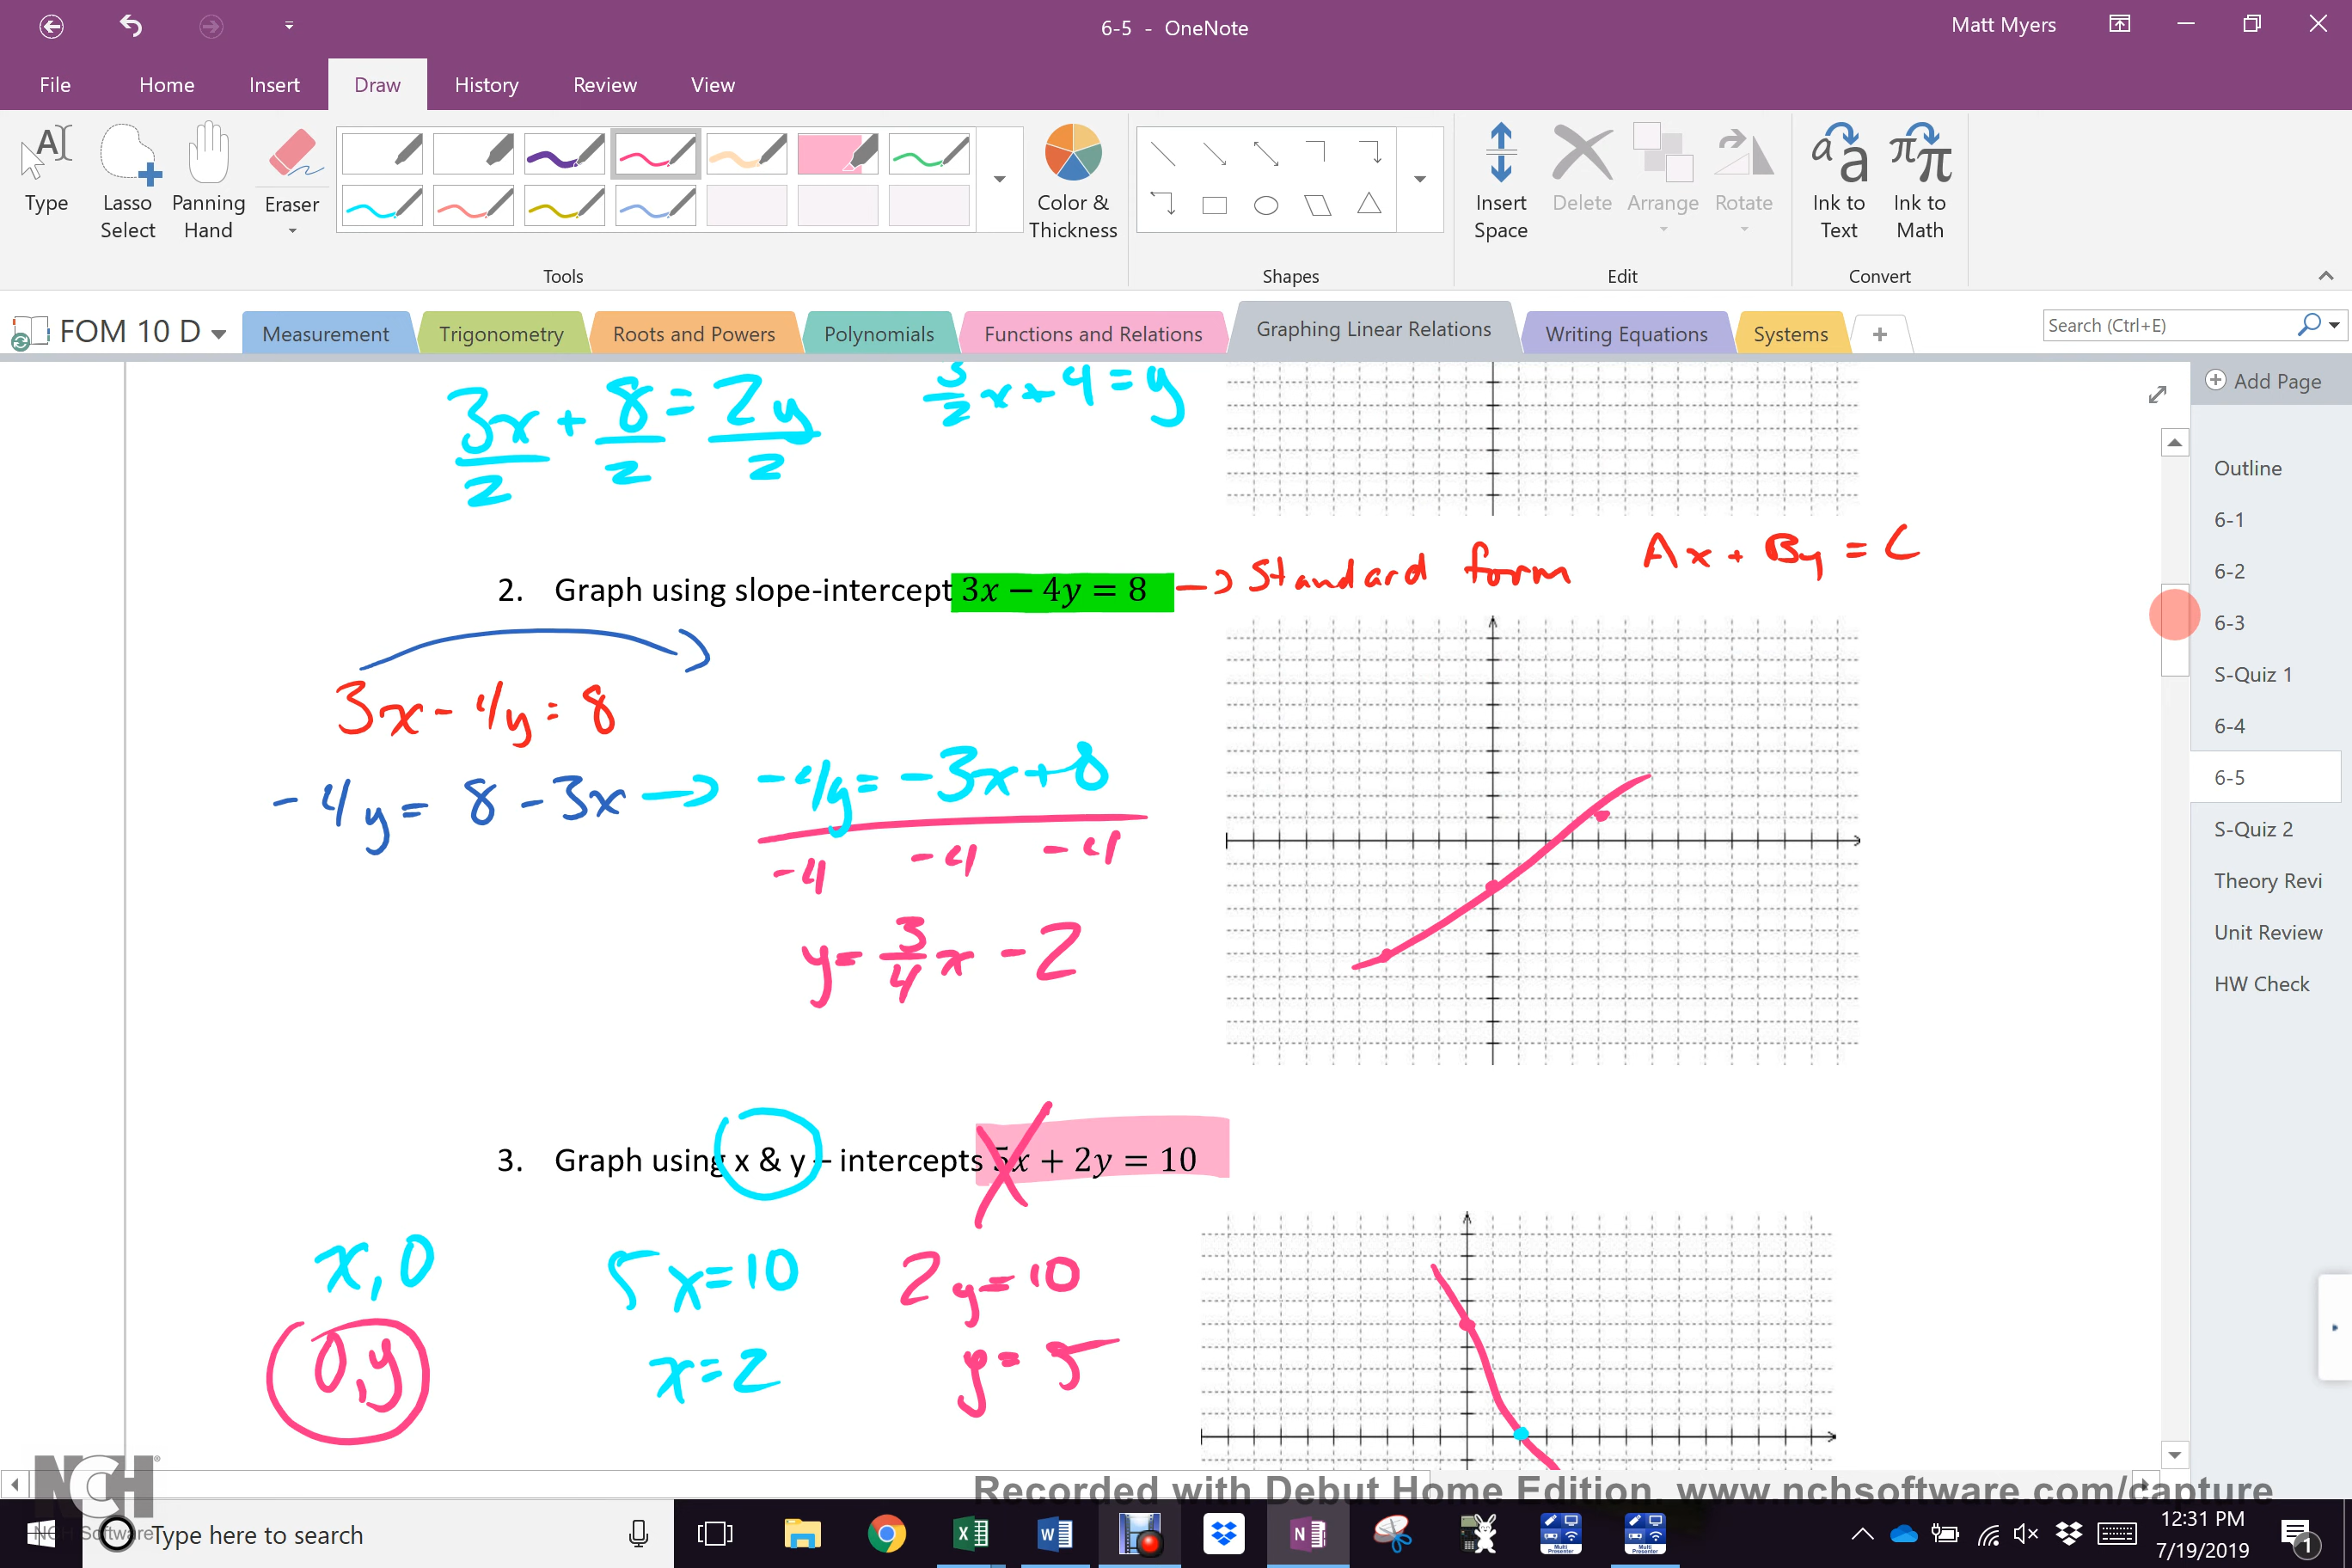 6-5 - OneNote
Matt Myers
File Home Insert Draw History Review View
Type
Lasso Select
Panning Hand
Eraser
Color & Thickness
Insert Space
Delete
Arrange
Rotate
Ink to Text
Ink to Math
Tools
Shapes
Edit
Convert
FOM 10 D
Measurement
Trigonometry
Roots and Powers
Polynomials
Functions and Relations
Graphing Linear Relations
Writing Equations
Systems
Search (Ctrl+E)
Add Page
Outline
6-1
6-2
6-3
S-Quiz 1
6-4
6-5
S-Quiz 2
Theory Revi
Unit Review
HW Check
3x/2 + 8/2 = 2y/2
3/2 x + 4 = y
2. Graph using slope-intercept 3x − 4y = 8 → Standard form Ax + By = C
3x - 4y = 8
-4y = 8 - 3x → -4y = -3x + 8
-4 -4 -4
y = 3/4 x - 2
3. Graph using x & y – intercepts 5x + 2y = 10
x, 0
5x = 10
2y = 10
0, y
x = 2
y = 5
NCH®
NCH Software
Recorded with Debut Home Edition. www.nchsoftware.com/capture
Type here to search
12:31 PM
7/19/2019
1